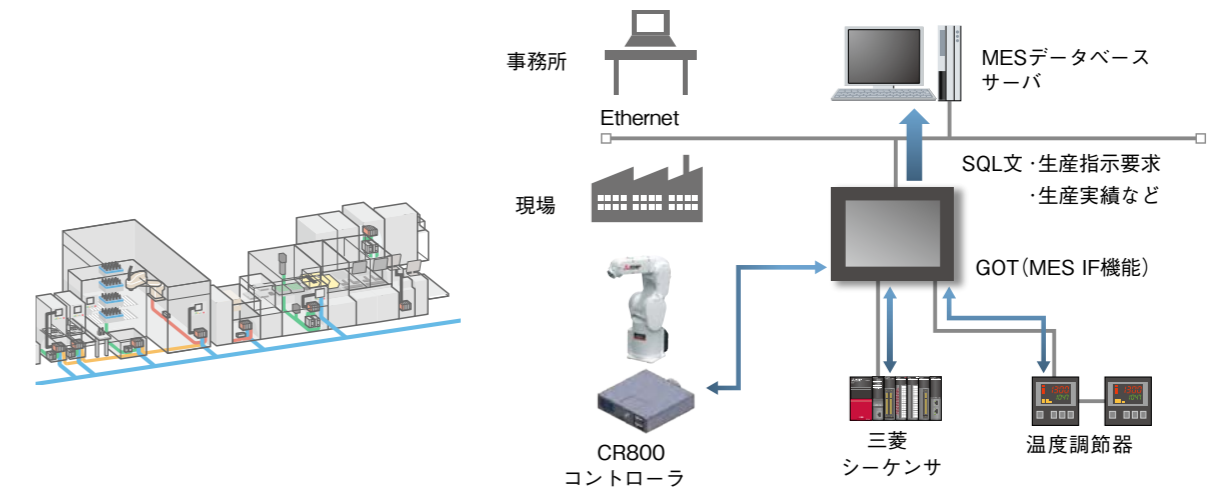 事務所
MESデータベース
サーバ
Ethernet
SQL文・生産指示要求
・生産実績など
現場
GOT(MES IF機能)
CR800
コントローラ
三菱
シーケンサ
温度調節器